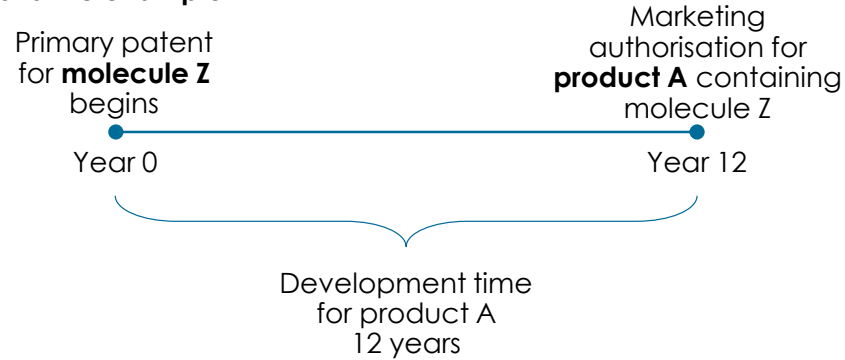 Primary patent
for molecule Z
begins
Marketing
authorisation for
product A containing
molecule Z
Year 0
Year 12
Development time
for product A
12 years